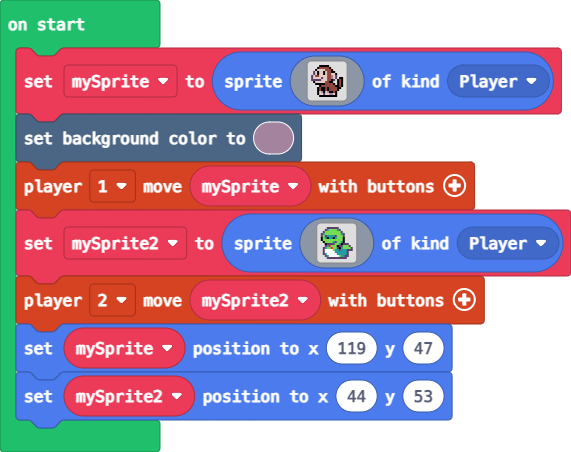 on start
set mySprite to sprite of kind Player
set background color to
player 1 move mySprite with buttons
set mySprite2 to sprite of kind Player
player 2 move mySprite2 with buttons
set mySprite position to x 119 y 47
set mySprite2 position to x 44 y 53